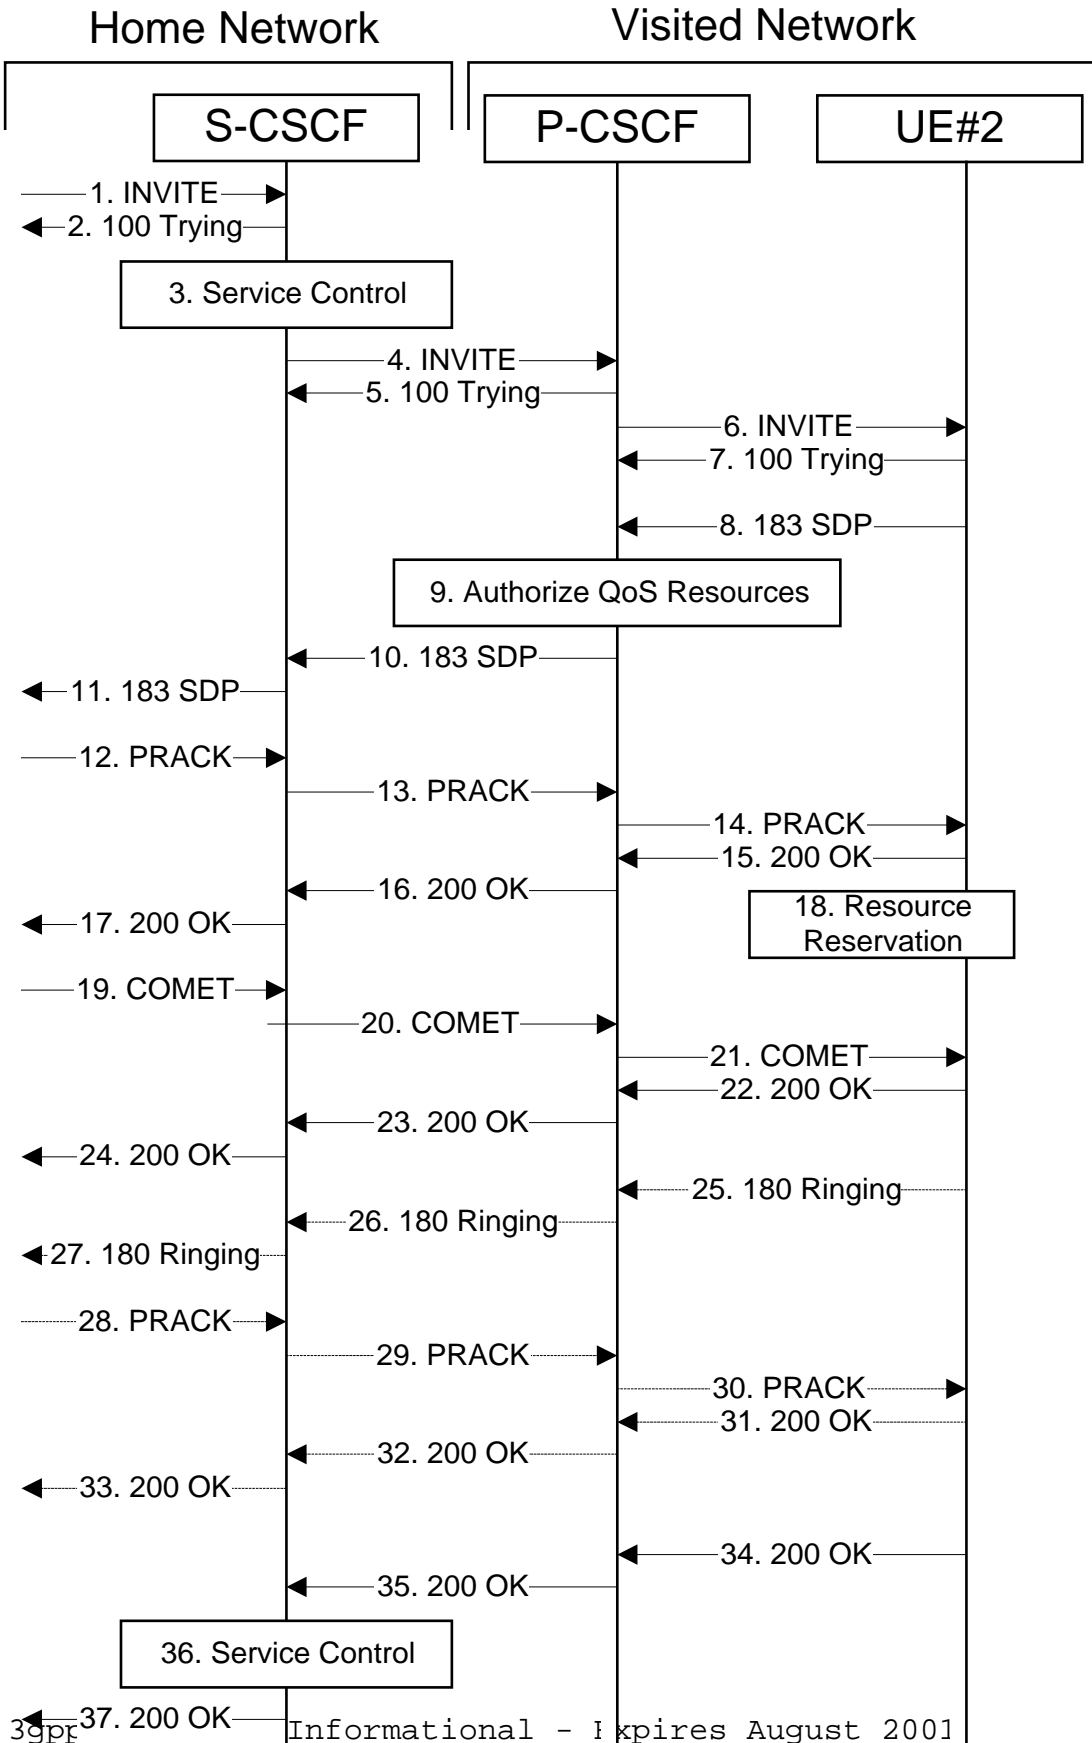 Home Network
Visited Network
S-CSCF
P-CSCF
UE#2
1. INVITE
2. 100 Trying
3. Service Control
4. INVITE
5. 100 Trying
6. INVITE
7. 100 Trying
8. 183 SDP
9. Authorize QoS Resources
10. 183 SDP
11. 183 SDP
12. PRACK
13. PRACK
14. PRACK
15. 200 OK
16. 200 OK
17. 200 OK
18. Resource
Reservation
19. COMET
20. COMET
21. COMET
22. 200 OK
23. 200 OK
24. 200 OK
25. 180 Ringing
26. 180 Ringing
27. 180 Ringing
28. PRACK
29. PRACK
30. PRACK
31. 200 OK
32. 200 OK
33. 200 OK
34. 200 OK
35. 200 OK
36. Service Control
37. 200 OK
3gpp Informational - Expires August 2001